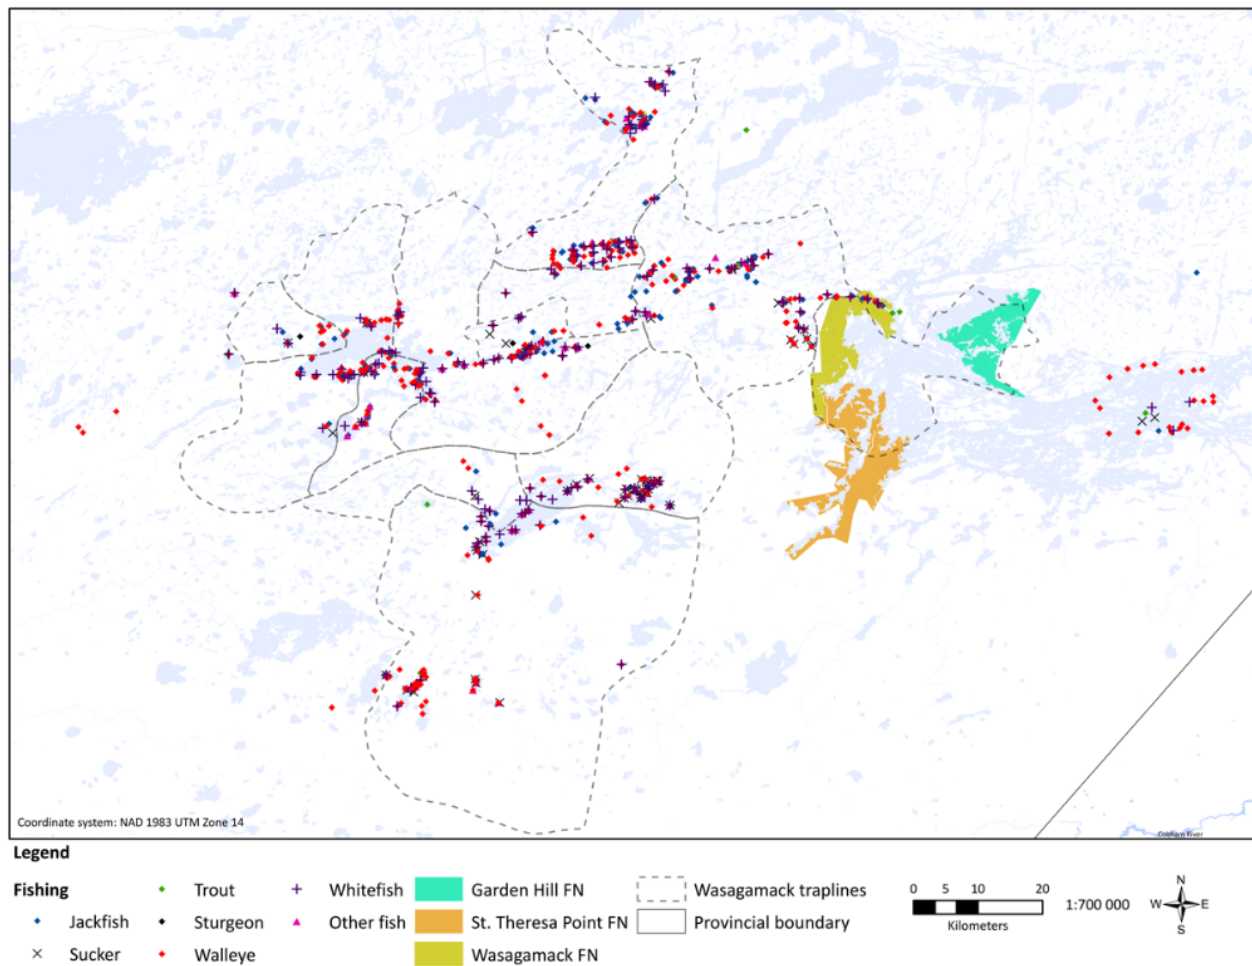 Coordinate system: NAD 1983 UTM Zone 14
Legend
Fishing
Trout
Whitefish
Garden Hill FN
Wasagamack traplines
Jackfish
Sturgeon
Other fish
St. Theresa Point FN
Provincial boundary
Sucker
Walleye
Wasagamack FN
0 5 10 20
Kilometers
1:700 000
N
W E
S